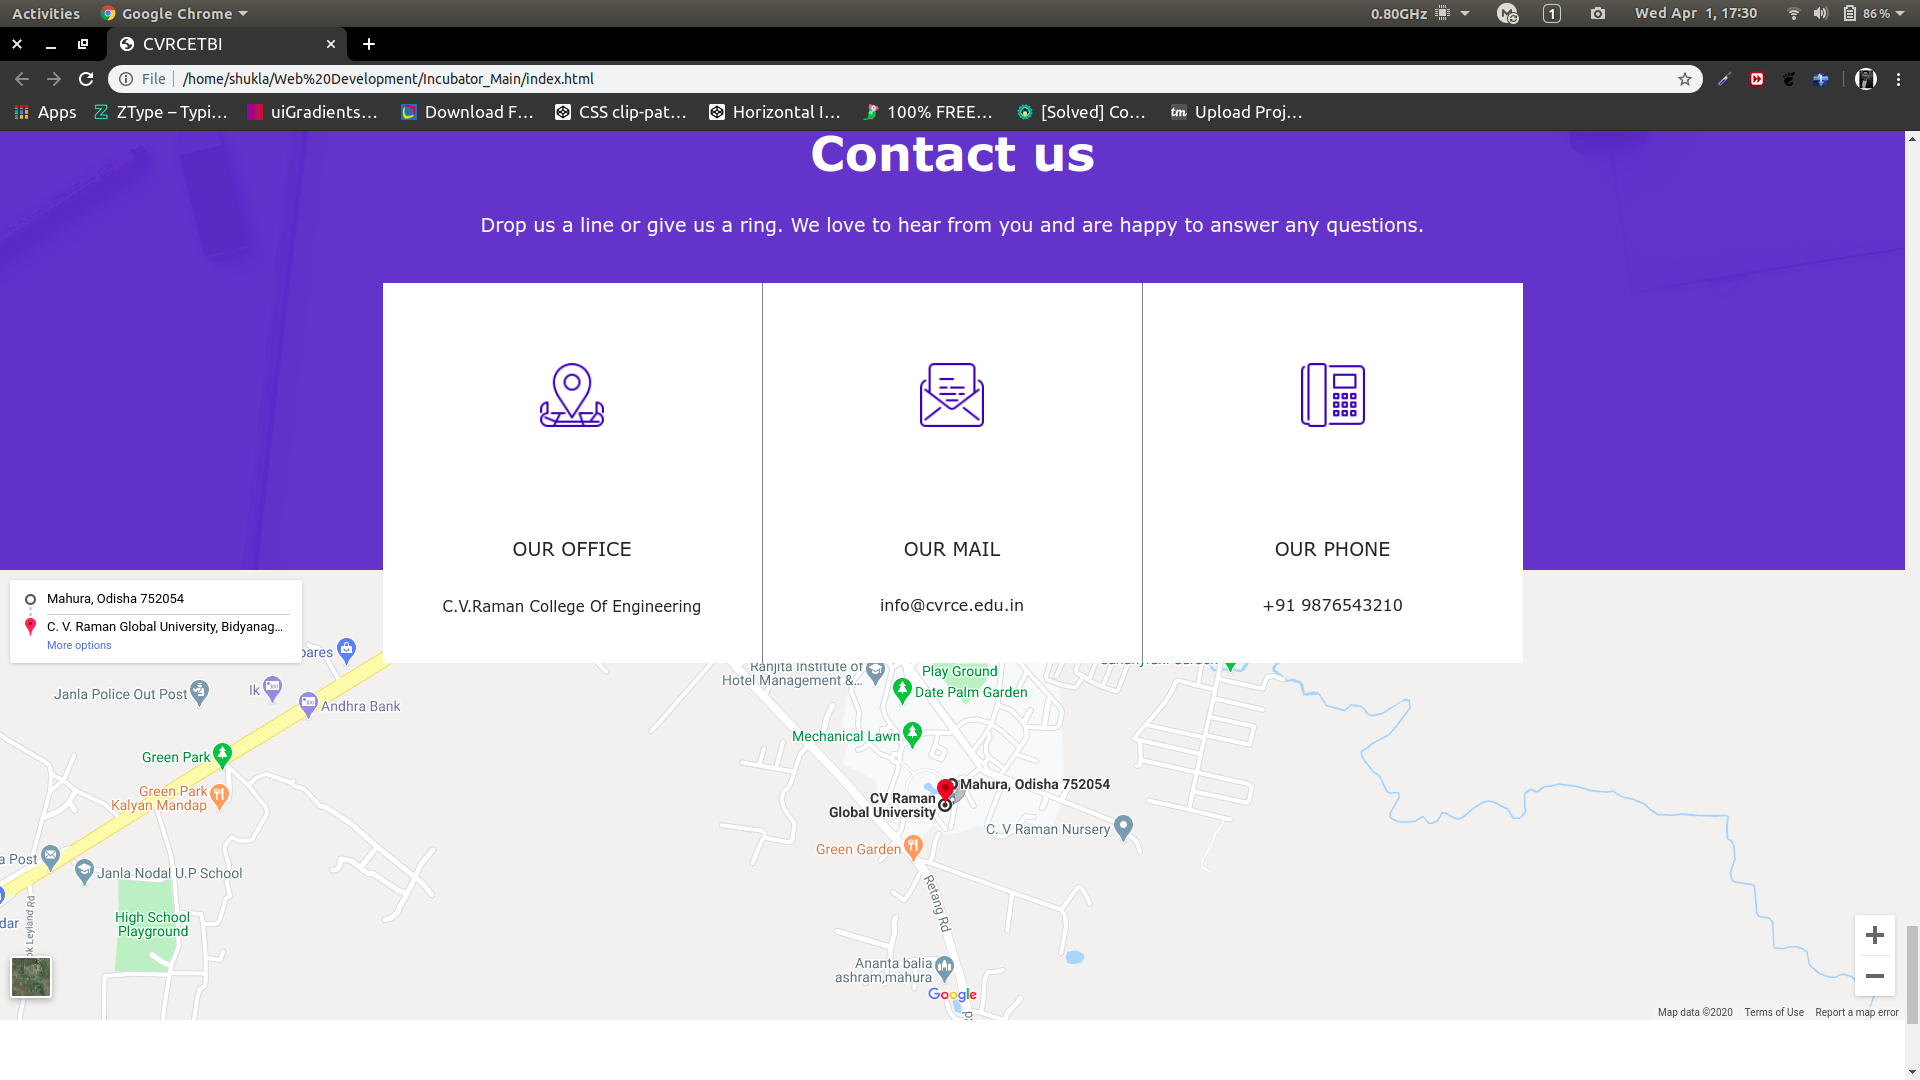 Activities
Google Chrome
0.80GHz
1
Wed Apr 1, 17:30
86%
CVRCETBI
File
/home/shukla/Web%20Development/Incubator_Main/index.html
Apps
ZType – Typi...
uiGradients...
Download F...
CSS clip-pat...
Horizontal I...
100% FREE...
[Solved] Co...
tm Upload Proj...
Contact us
Drop us a line or give us a ring. We love to hear from you and are happy to answer any questions.
OUR OFFICE
C.V.Raman College Of Engineering
OUR MAIL
info@cvrce.edu.in
OUR PHONE
+91 9876543210
Mahura, Odisha 752054
C. V. Raman Global University, Bidyanag...
More options
Janla Police Out Post
Ik
Andhra Bank
Ranjita Institute of
Hotel Management &...
Play Ground
Date Palm Garden
Mechanical Lawn
Green Park
Green Park
Kalyan Mandap
Mahura, Odisha 752054
CV Raman
Global University
C. V Raman Nursery
Green Garden
a Post
Janla Nodal U.P School
Retang Rd
High School
Playground
dar
ok Leyland Rd
Ananta balia
ashram,mahura
Google
Map data ©2020
Terms of Use
Report a map error